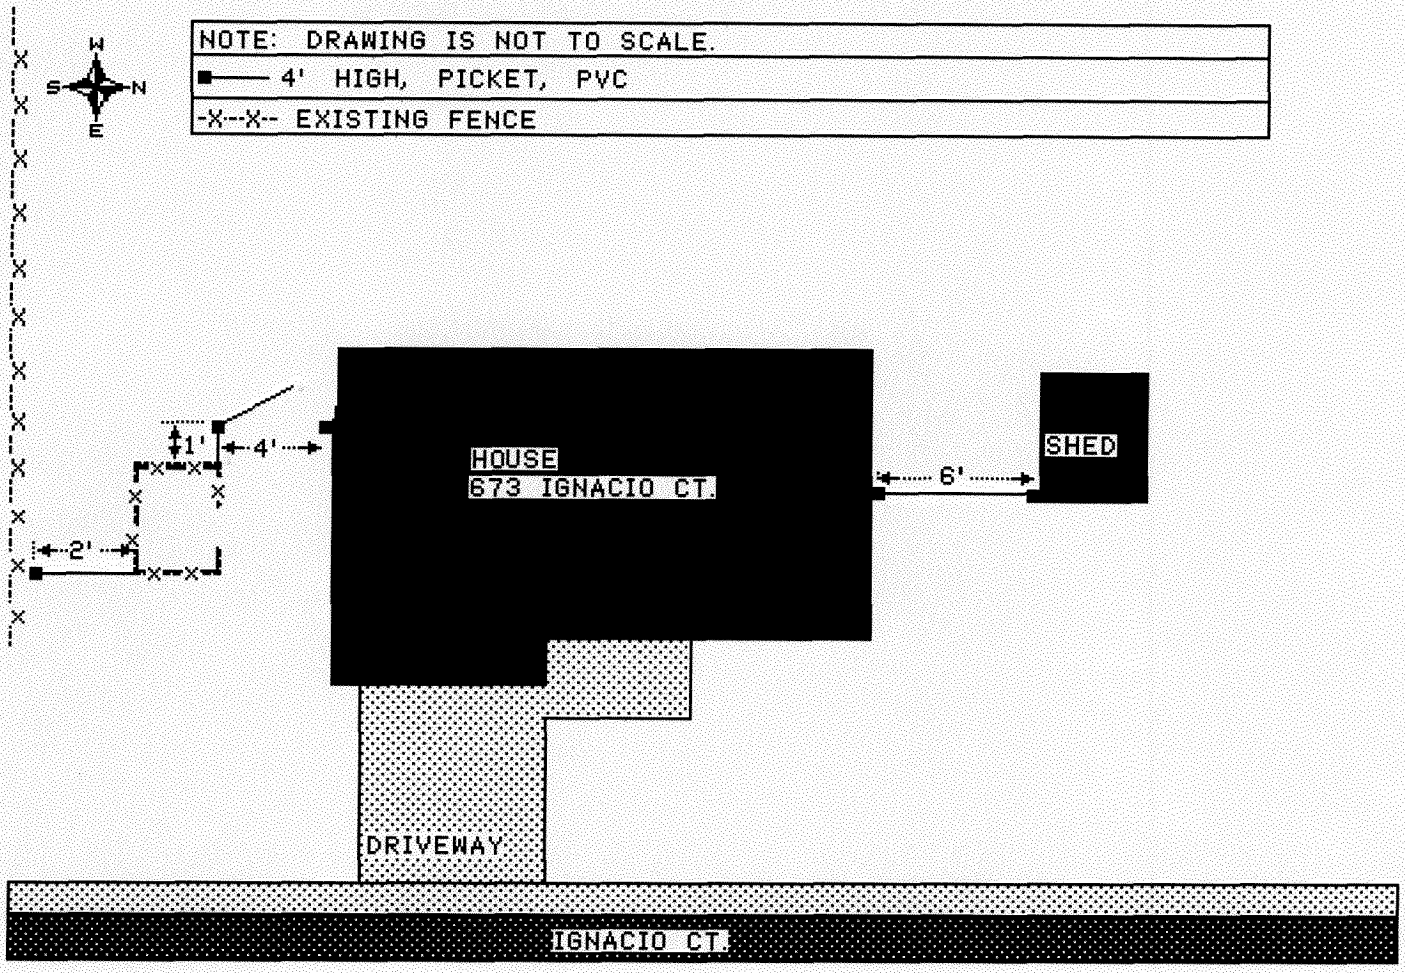 W
S N
E
NOTE: DRAWING IS NOT TO SCALE.
4' HIGH, PICKET, PVC
-X--X-- EXISTING FENCE
1'
4'
2'
HOUSE
673 IGNACIO CT.
6'
SHED
DRIVEWAY
IGNACIO CT.